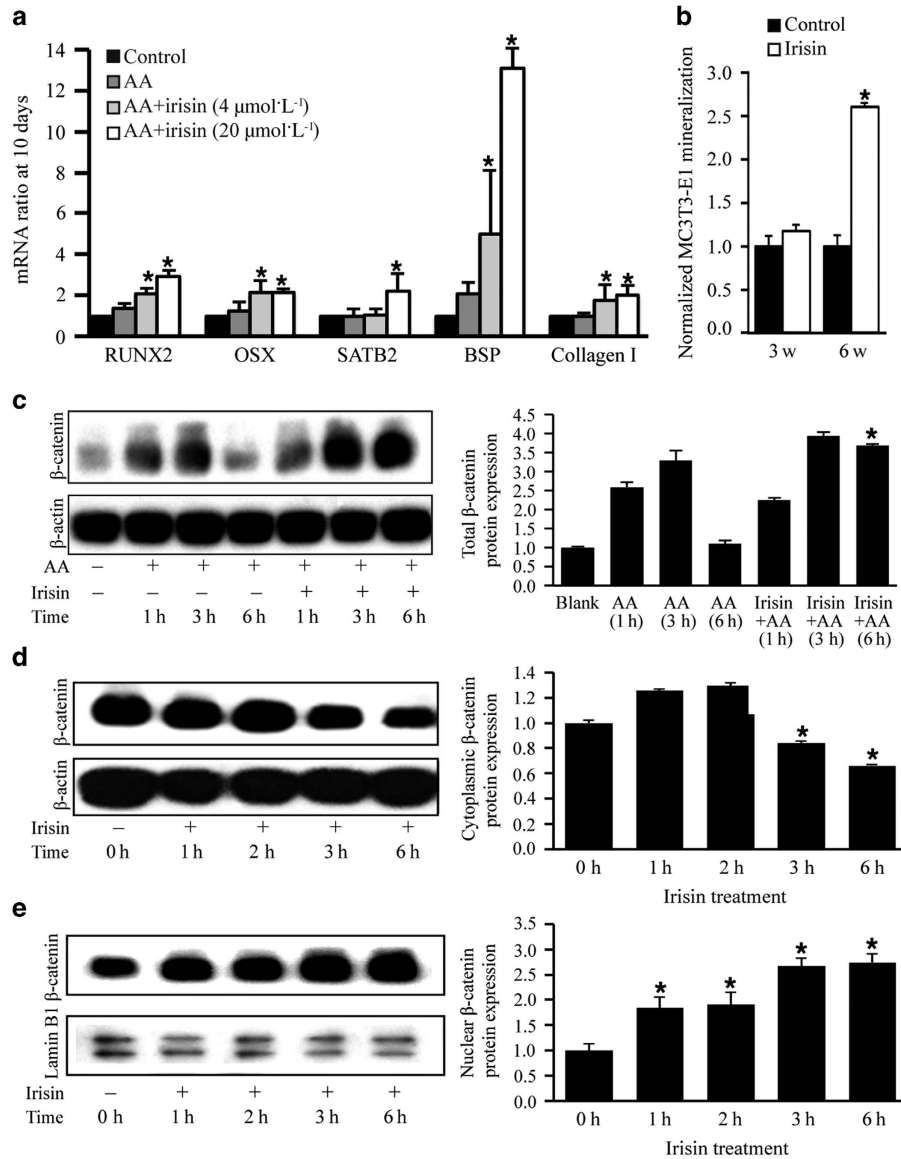 a
mRNA ratio at 10 days
14
12
10
8
6
4
2
0
Control
AA
AA+irisin (4 μmol·L⁻¹)
AA+irisin (20 μmol·L⁻¹)
* * * * * * * * *
RUNX2 OSX SATB2 BSP Collagen I
b
Normalized MC3T3-E1 mineralization
Control
Irisin
3.0
2.5
2.0
1.5
1.0
0.5
0.0
*
3 w 6 w
c
β-catenin
β-actin
AA – + + + + + +
Irisin – – – – + + +
Time 1 h 3 h 6 h 1 h 3 h 6 h
Total β-catenin
protein expression
4.5
4.0
3.5
3.0
2.5
2.0
1.5
1.0
0.5
0.0
*
Blank AA AA AA Irisin Irisin Irisin
(1 h) (3 h) (6 h) +AA +AA +AA
(1 h) (3 h) (6 h)
d
β-catenin
β-actin
Irisin – + + + +
Time 0 h 1 h 2 h 3 h 6 h
Cytoplasmic β-catenin
protein expression
1.4
1.2
1.0
0.8
0.6
0.4
0.2
0.0
* *
0 h 1 h 2 h 3 h 6 h
Irisin treatment
e
β-catenin
Lamin B1
Irisin – + + + +
Time 0 h 1 h 2 h 3 h 6 h
Nuclear β-catenin
protein expression
3.5
3.0
2.5
2.0
1.5
1.0
0.5
0.0
* * * *
0 h 1 h 2 h 3 h 6 h
Irisin treatment